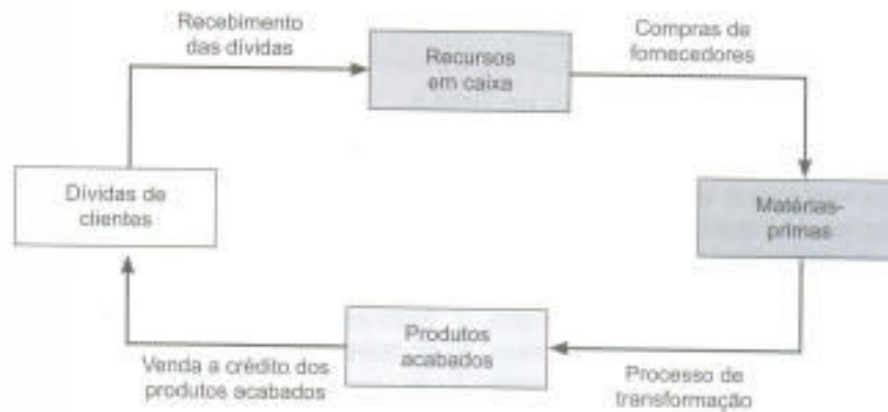 Recebimento
das dívidas
Recursos
em caixa
Compras de
fornecedores
Dívidas de
clientes
Matérias-
primas
Produtos
acabados
Venda a crédito dos
produtos acabados
Processo de
transformação